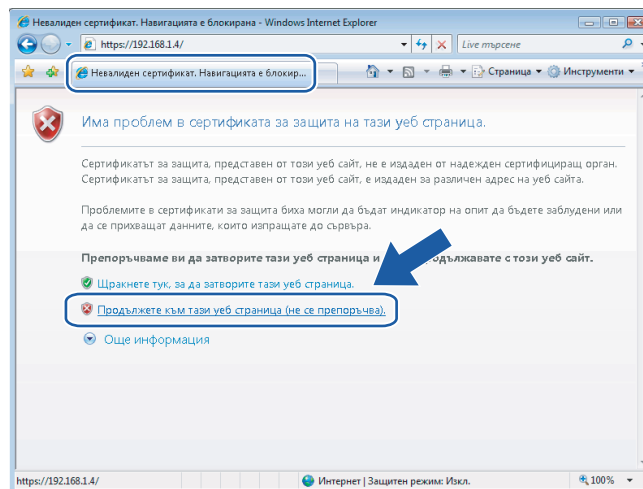 Невалиден сертификат. Навигацията е блокирана - Windows Internet Explorer
https://192.168.1.4/
Live търсене
Невалиден сертификат. Навигацията е блокир...
Страница
Инструменти
Има проблем в сертификата за защита на тази уеб страница.
Сертификатът за защита, представен от този уеб сайт, не е издаден от надежден сертифициращ орган.
Сертификатът за защита, представен от този уеб сайт, е издаден за различен адрес на уеб сайта.
Проблемите в сертификати за защита биха могли да бъдат индикатор на опит да бъдете заблудени или
да се прихващат данните, които изпращате до сървъра.
Препоръчваме ви да затворите тази уеб страница и одължавате с този уеб сайт.
Щракнете тук, за да затворите тази уеб страница.
Продължете към тази уеб страница (не се препоръчва).
Още информация
https://192.168.1.4/
Интернет | Защитен режим: Изкл.
100%